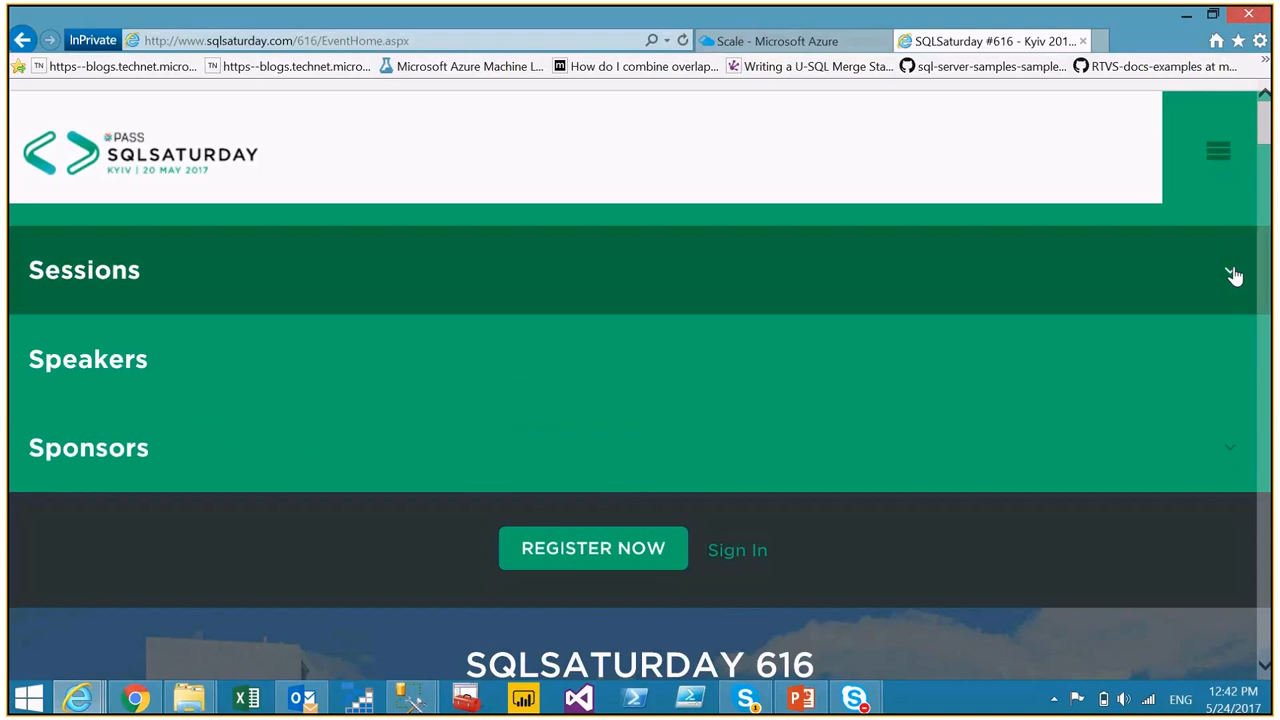 InPrivate
http://www.sqlsaturday.com/616/EventHome.aspx
Scale - Microsoft Azure
SQLSaturday #616 - Kyiv 201...
TN https--blogs.technet.micro...
TN https--blogs.technet.micro...
Microsoft Azure Machine L...
m How do I combine overlap...
Writing a U-SQL Merge Sta...
sql-server-samples-sample...
RTVS-docs-examples at m...
PASS
SQLSATURDAY
KYIV | 20 MAY 2017
Sessions
Speakers
Sponsors
REGISTER NOW
Sign In
SQLSATURDAY 616
ENG
12:42 PM
5/24/2017